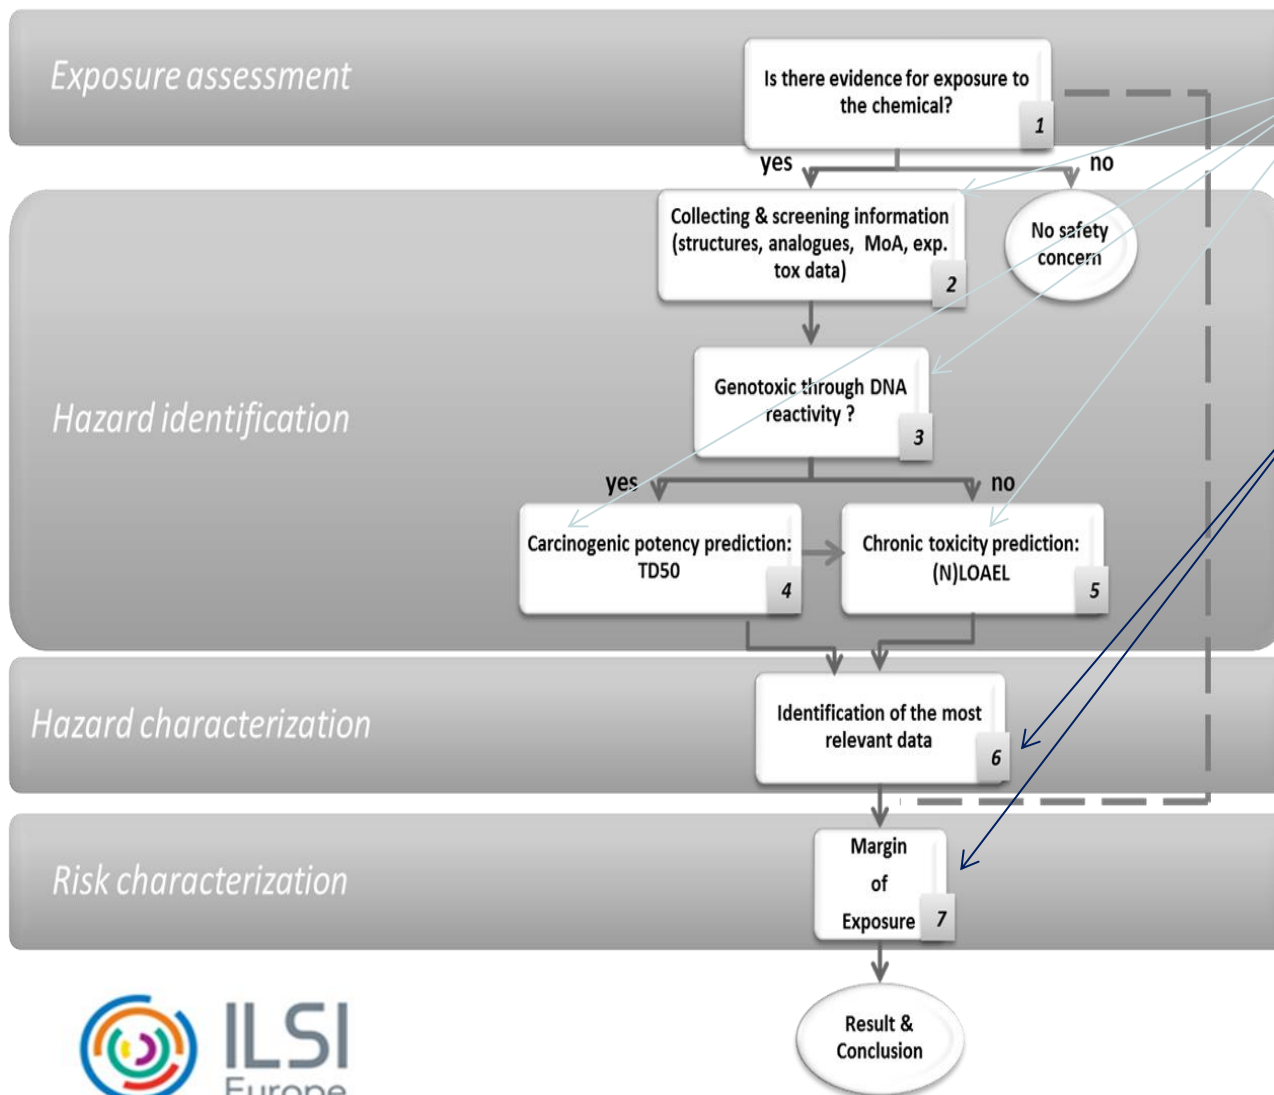 Exposure assessment
Is there evidence for exposure to
the chemical?
1
yes
no
Collecting & screening information
(structures, analogues, MoA, exp.
tox data)
2
No safety
concern
Hazard identification
Genotoxic through DNA
reactivity ?
3
yes
no
Carcinogenic potency prediction:
TD50
4
Chronic toxicity prediction:
(N)LOAEL
5
Hazard characterization
Identification of the most
relevant data
6
Risk characterization
Margin
of
Exposure
7
Result &
Conclusion
ILSI
Europe